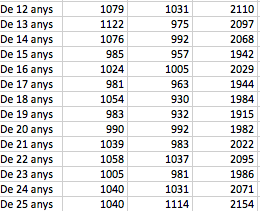 De 12 anys 1079 1031 2110
De 13 anys 1122 975 2097
De 14 anys 1076 992 2068
De 15 anys 985 957 1942
De 16 anys 1024 1005 2029
De 17 anys 981 963 1944
De 18 anys 1054 930 1984
De 19 anys 983 932 1915
De 20 anys 990 992 1982
De 21 anys 1039 983 2022
De 22 anys 1058 1037 2095
De 23 anys 1005 981 1986
De 24 anys 1040 1031 2071
De 25 anys 1040 1114 2154